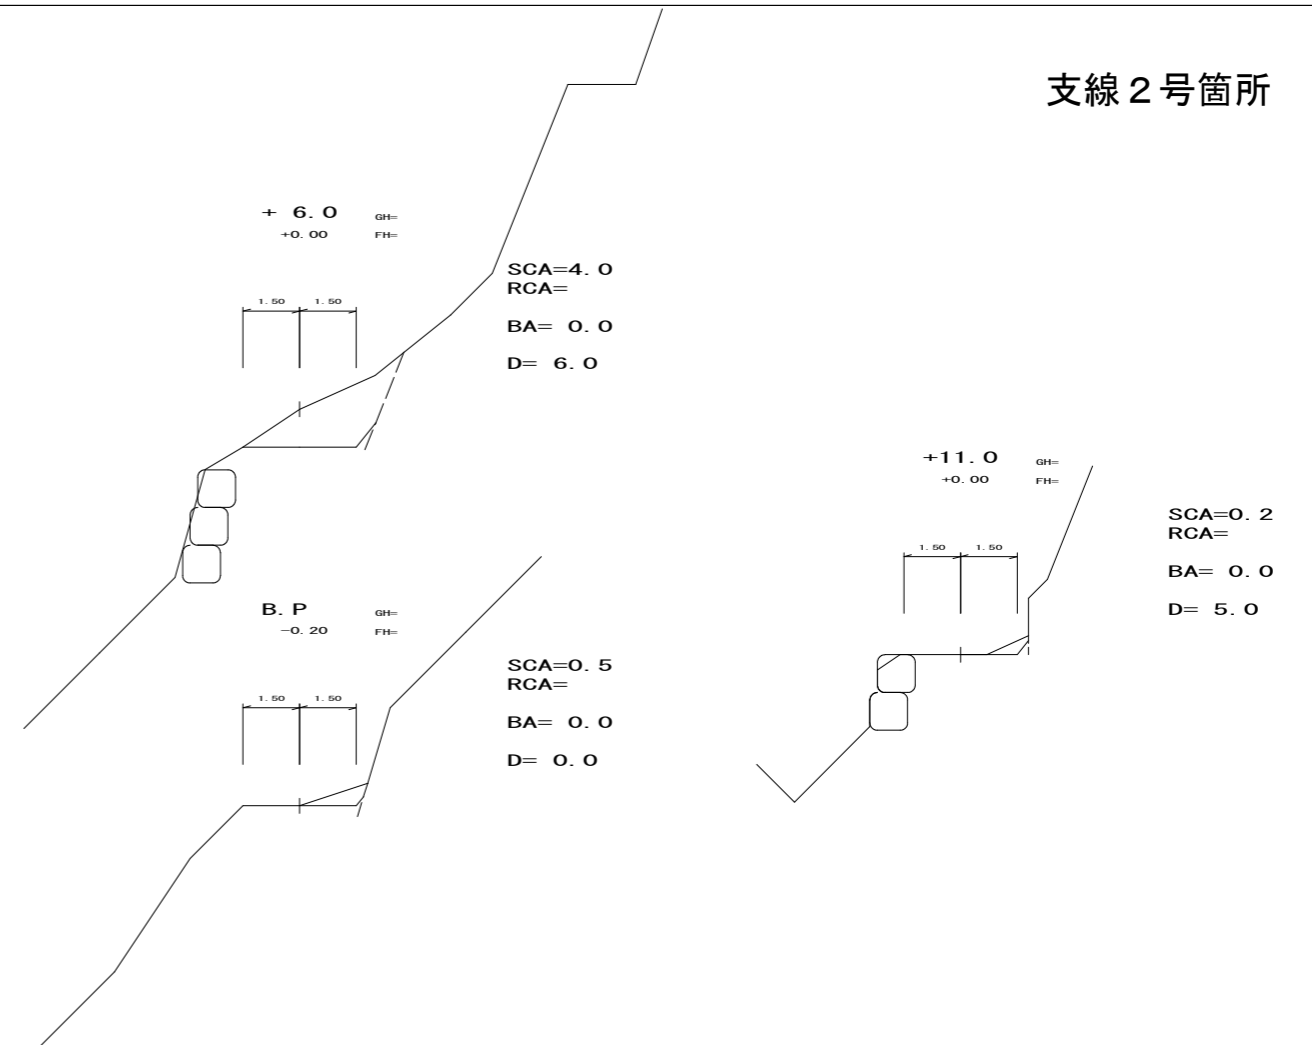 支線２号箇所
+ 6.0 GH=
+0.00 FH=
1.50 1.50
SCA=4.0
RCA=
BA= 0.0
D= 6.0
B.P GH=
-0.20 FH=
1.50 1.50
SCA=0.5
RCA=
BA= 0.0
D= 0.0
+11.0 GH=
+0.00 FH=
1.50 1.50
SCA=0.2
RCA=
BA= 0.0
D= 5.0